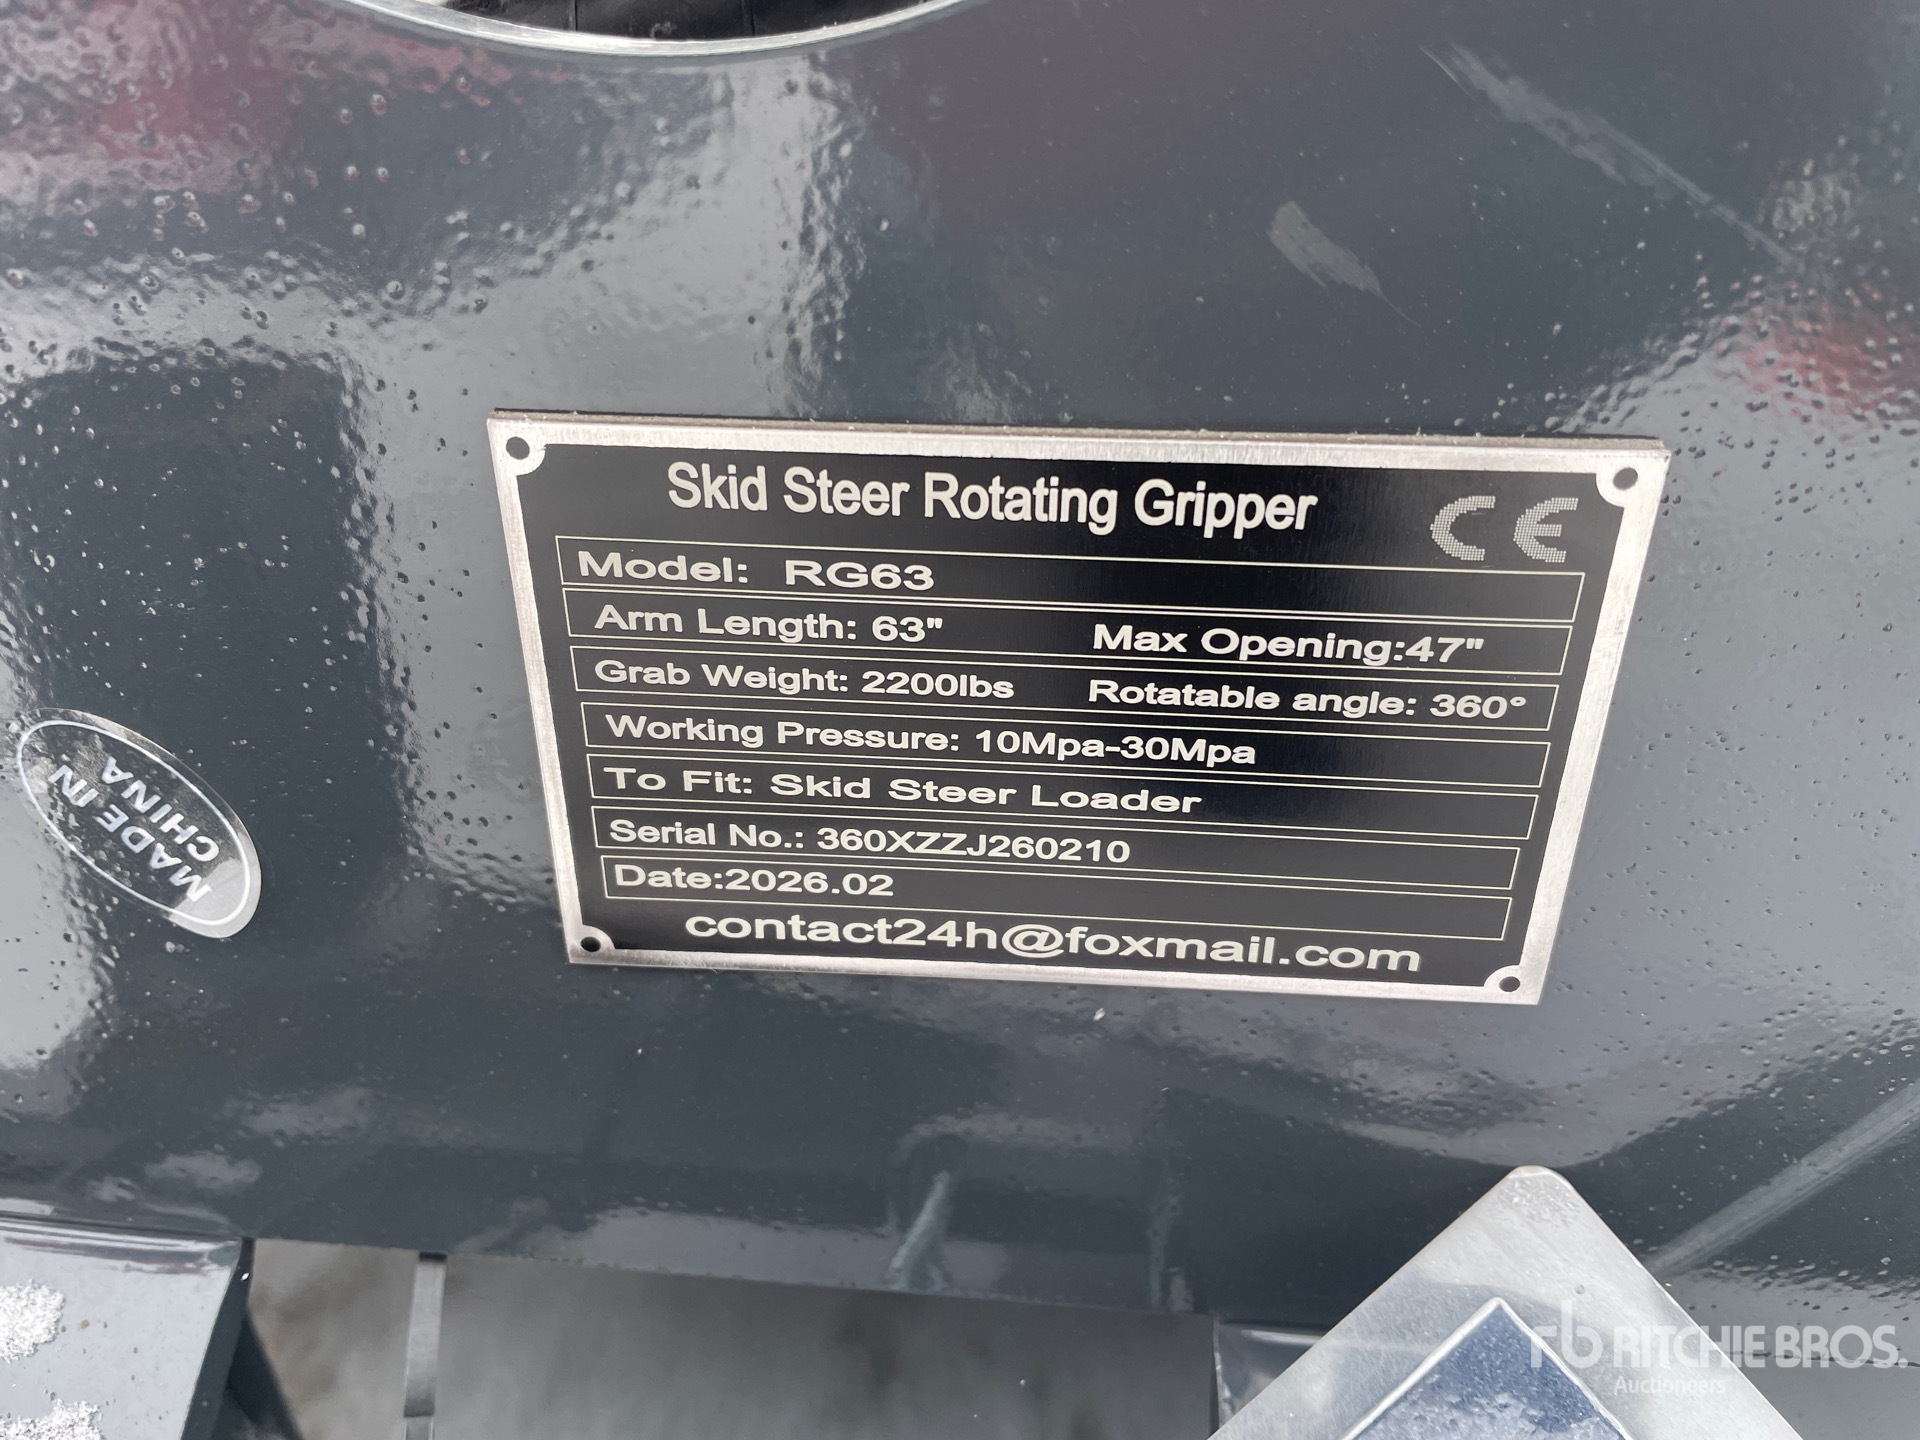 Skid Steer Rotating Gripper CE
Model: RG63
Arm Length: 63" Max Opening:47"
Grab Weight: 2200lbs Rotatable angle: 360°
Working Pressure: 10Mpa-30Mpa
To Fit: Skid Steer Loader
Serial No.: 360XZZJ260210
Date:2026.02
contact24h@foxmail.com
MADE IN
CHINA
rb RITCHIE BROS.
Auctioneers